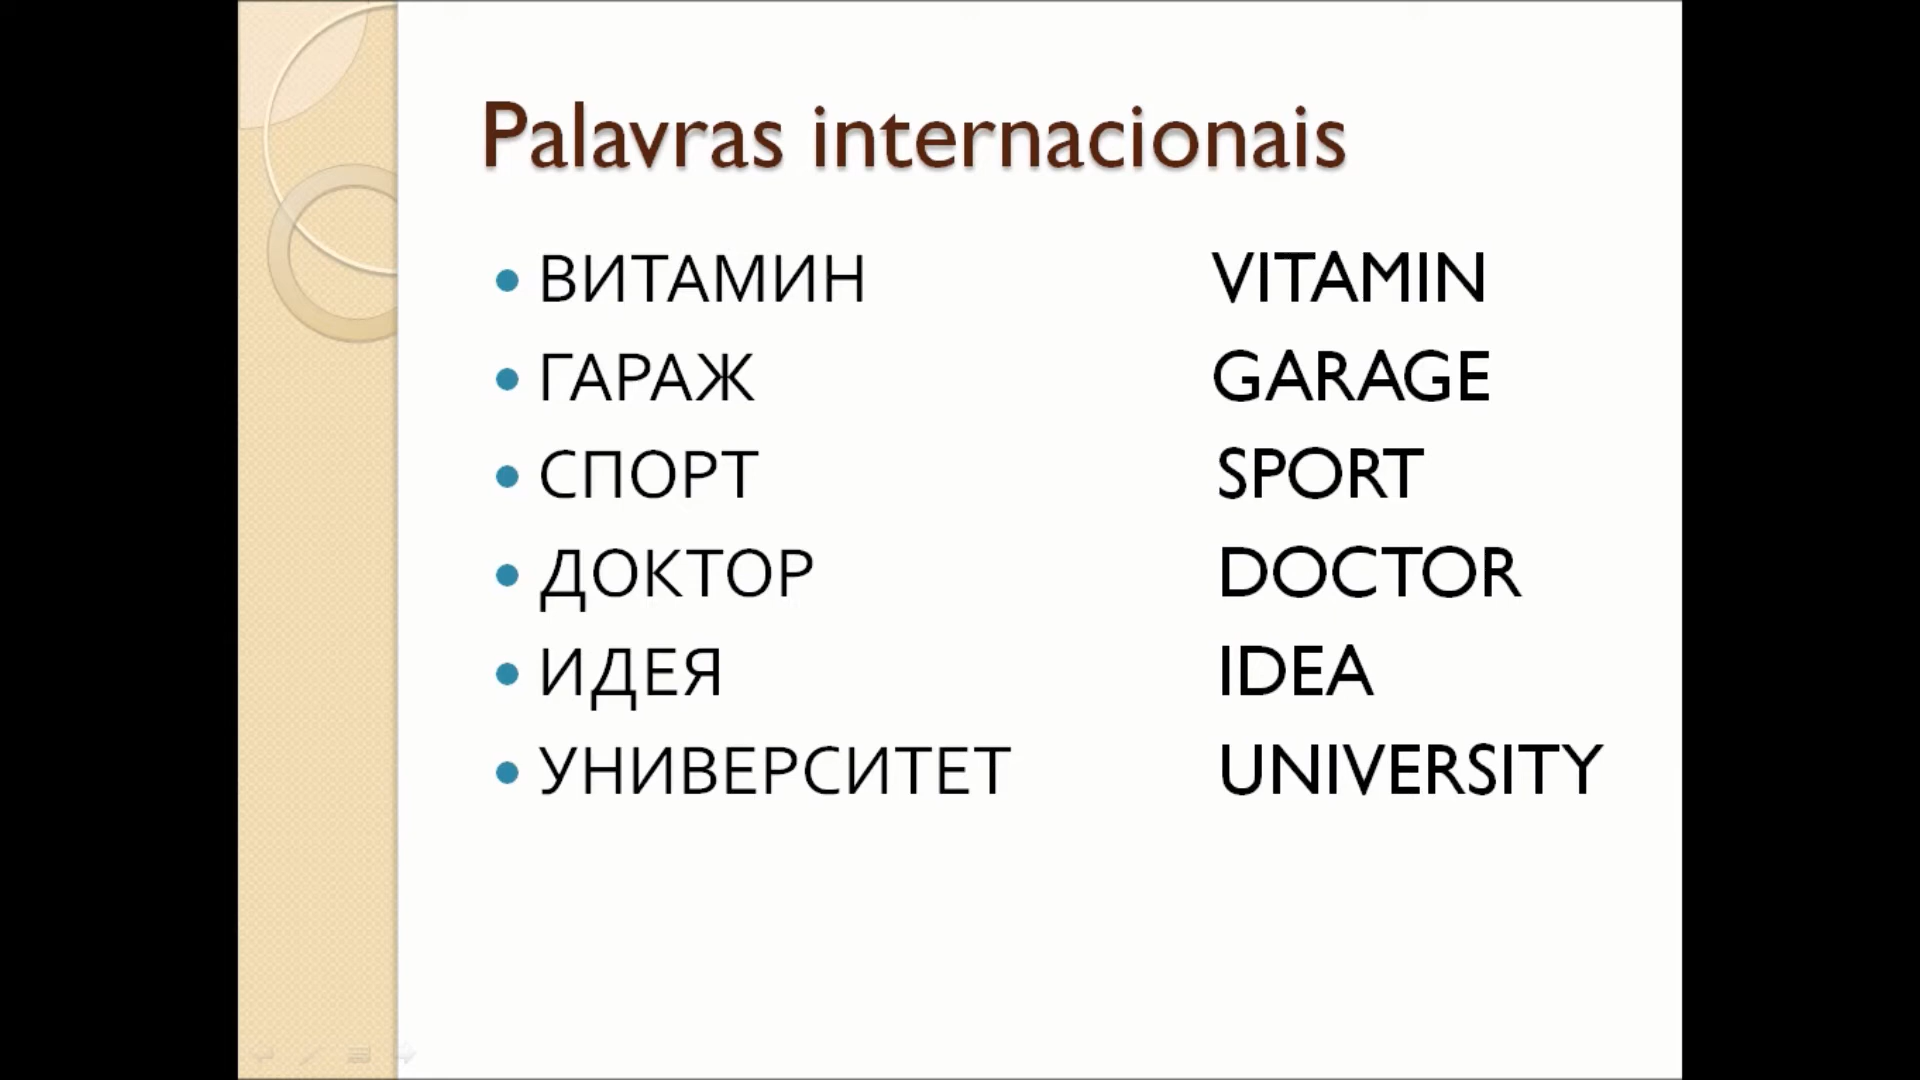 Palavras internacionais
ВИТАМИН VITAMIN
ГАРАЖ GARAGE
СПОРТ SPORT
ДОКТОР DOCTOR
ИДЕЯ IDEA
УНИВЕРСИТЕТ UNIVERSITY